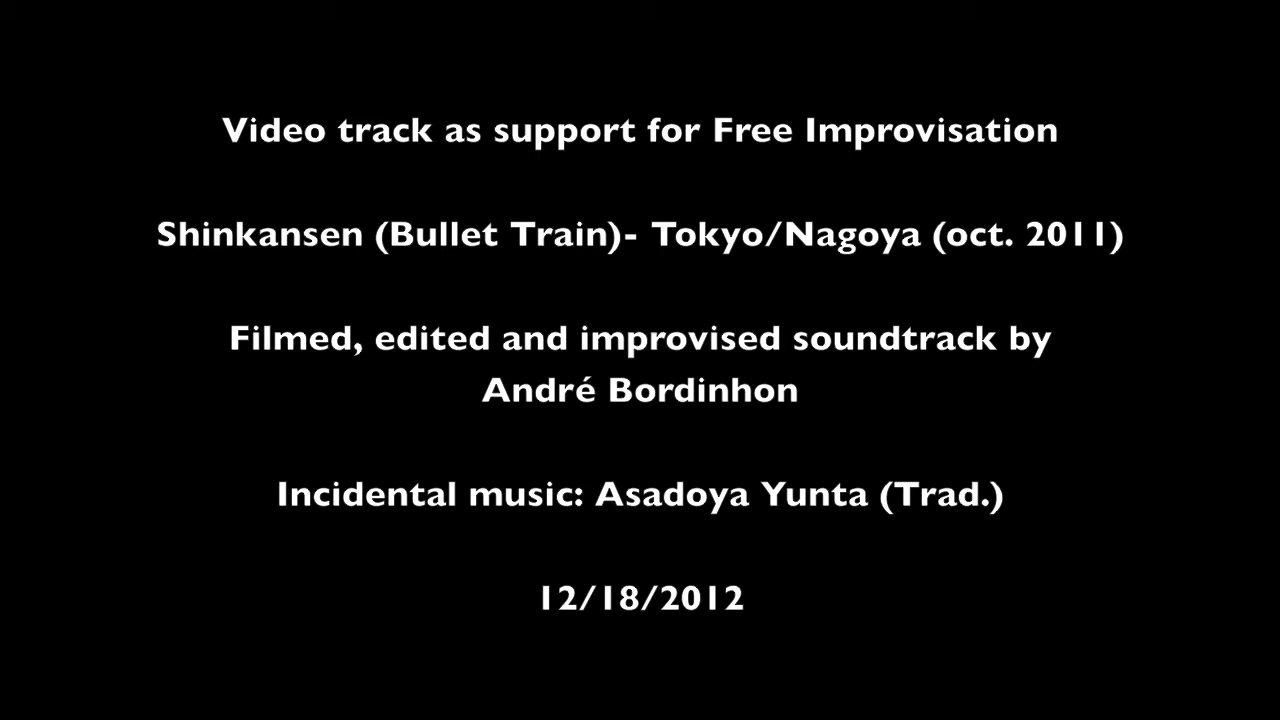 Video track as support for Free Improvisation
Shinkansen (Bullet Train)- Tokyo/Nagoya (oct. 2011)
Filmed, edited and improvised soundtrack by
André Bordinhon
Incidental music: Asadoya Yunta (Trad.)
12/18/2012